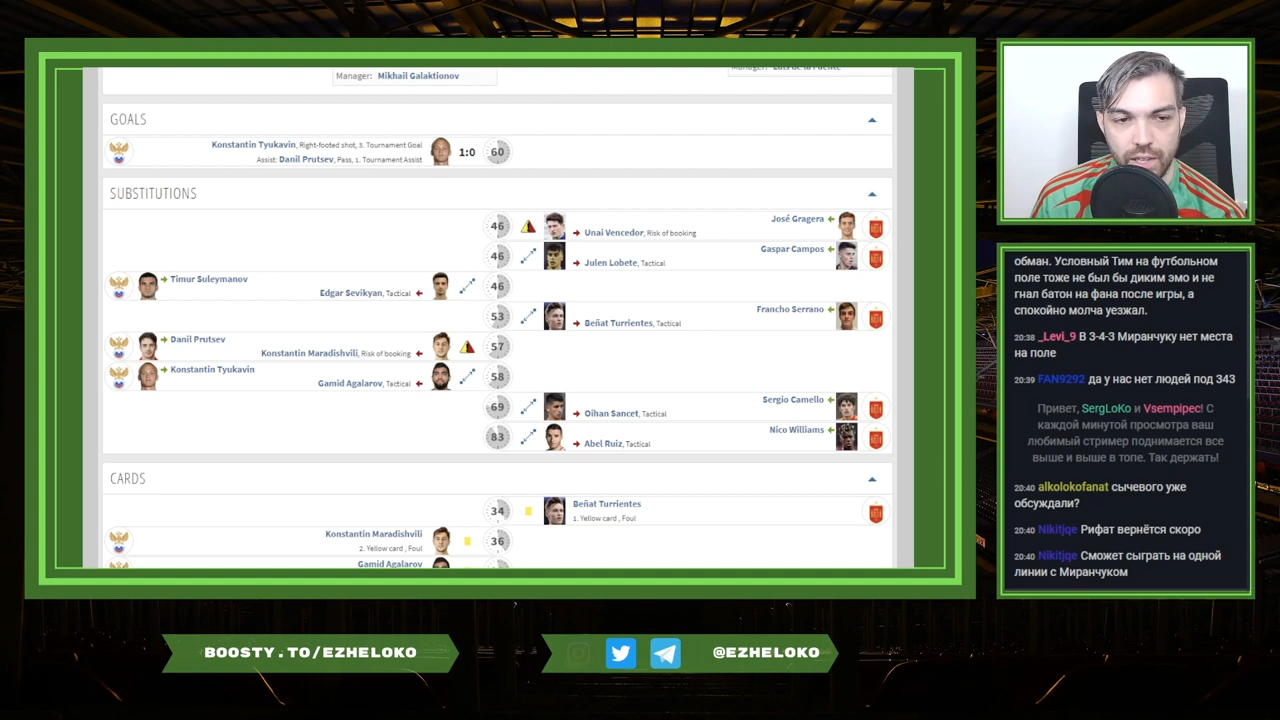 Manager: Mikhail Galaktionov
GOALS
Konstantin Tyukavin, Right-footed shot, 3. Tournament Goal
Assist: Danil Prutsev, Pass, 1. Tournament Assist
1:0
60
SUBSTITUTIONS
46
José Gragera
Unai Vencedor, Risk of booking
46
Gaspar Campos
Julen Lobete, Tactical
Timur Suleymanov
Edgar Sevikyan, Tactical
46
53
Francho Serrano
Beñat Turrientes, Tactical
Danil Prutsev
Konstantin Maradishvili, Risk of booking
57
Konstantin Tyukavin
Gamid Agalarov, Tactical
58
69
Sergio Camello
Oihan Sancet, Tactical
83
Nico Williams
Abel Ruiz, Tactical
CARDS
34
Beñat Turrientes
1. Yellow card , Foul
Konstantin Maradishvili
2. Yellow card , Foul
36
Gamid Agalarov
обман. Условный Тим на футбольном
поле тоже не был бы диким эмо и не
гнал батон на фана после игры, а
спокойно молча уезжал.
20:38 _Levi_9 В 3-4-3 Миранчуку нет места
на поле
20:39 FAN9292 да у нас нет людей под 343
Привет, SergLoKo и Vsempipec! С
каждой минутой просмотра ваш
любимый стример поднимается все
выше и выше в топе. Так держать!
20:40 alkolokofanat сычевого уже
обсуждали?
20:40 Nikitjqe Рифат вернётся скоро
20:40 Nikitjqe Сможет сыграть на одной
линии с Миранчуком
BOOSTY.TO/EZHELOKO
@EZHELOKO